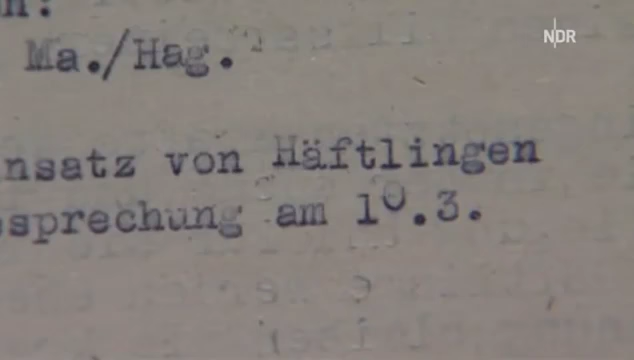 n:
NDR
Ma./Hag.
nsatz von Häftlingen
sprechung am 10.3.